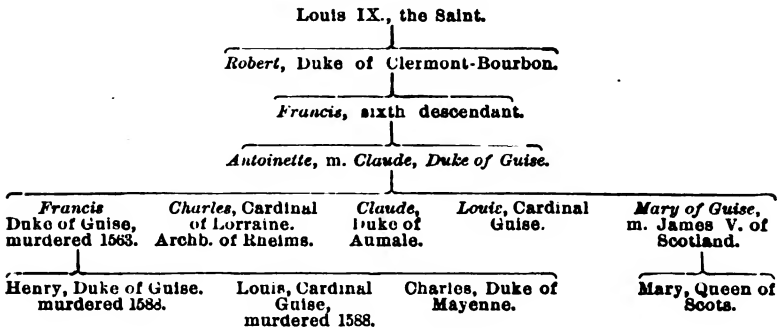 Louis IX., the Saint.
Robert, Duke of Clermont-Bourbon.
Francis, sixth descendant.
Antoinette, m. Claude, Duke of Guise.
Francis
Duke of Guise,
murdered 1563.
Charles, Cardinal
of Lorraine.
Archb. of Rheims.
Claude,
Duke of
Aumale.
Louis, Cardinal
Guise.
Mary of Guise,
m. James V. of
Scotland.
Henry, Duke of Guise.
murdered 1588.
Louis, Cardinal
Guise,
murdered 1588.
Charles, Duke of
Mayenne.
Mary, Queen of
Scots.